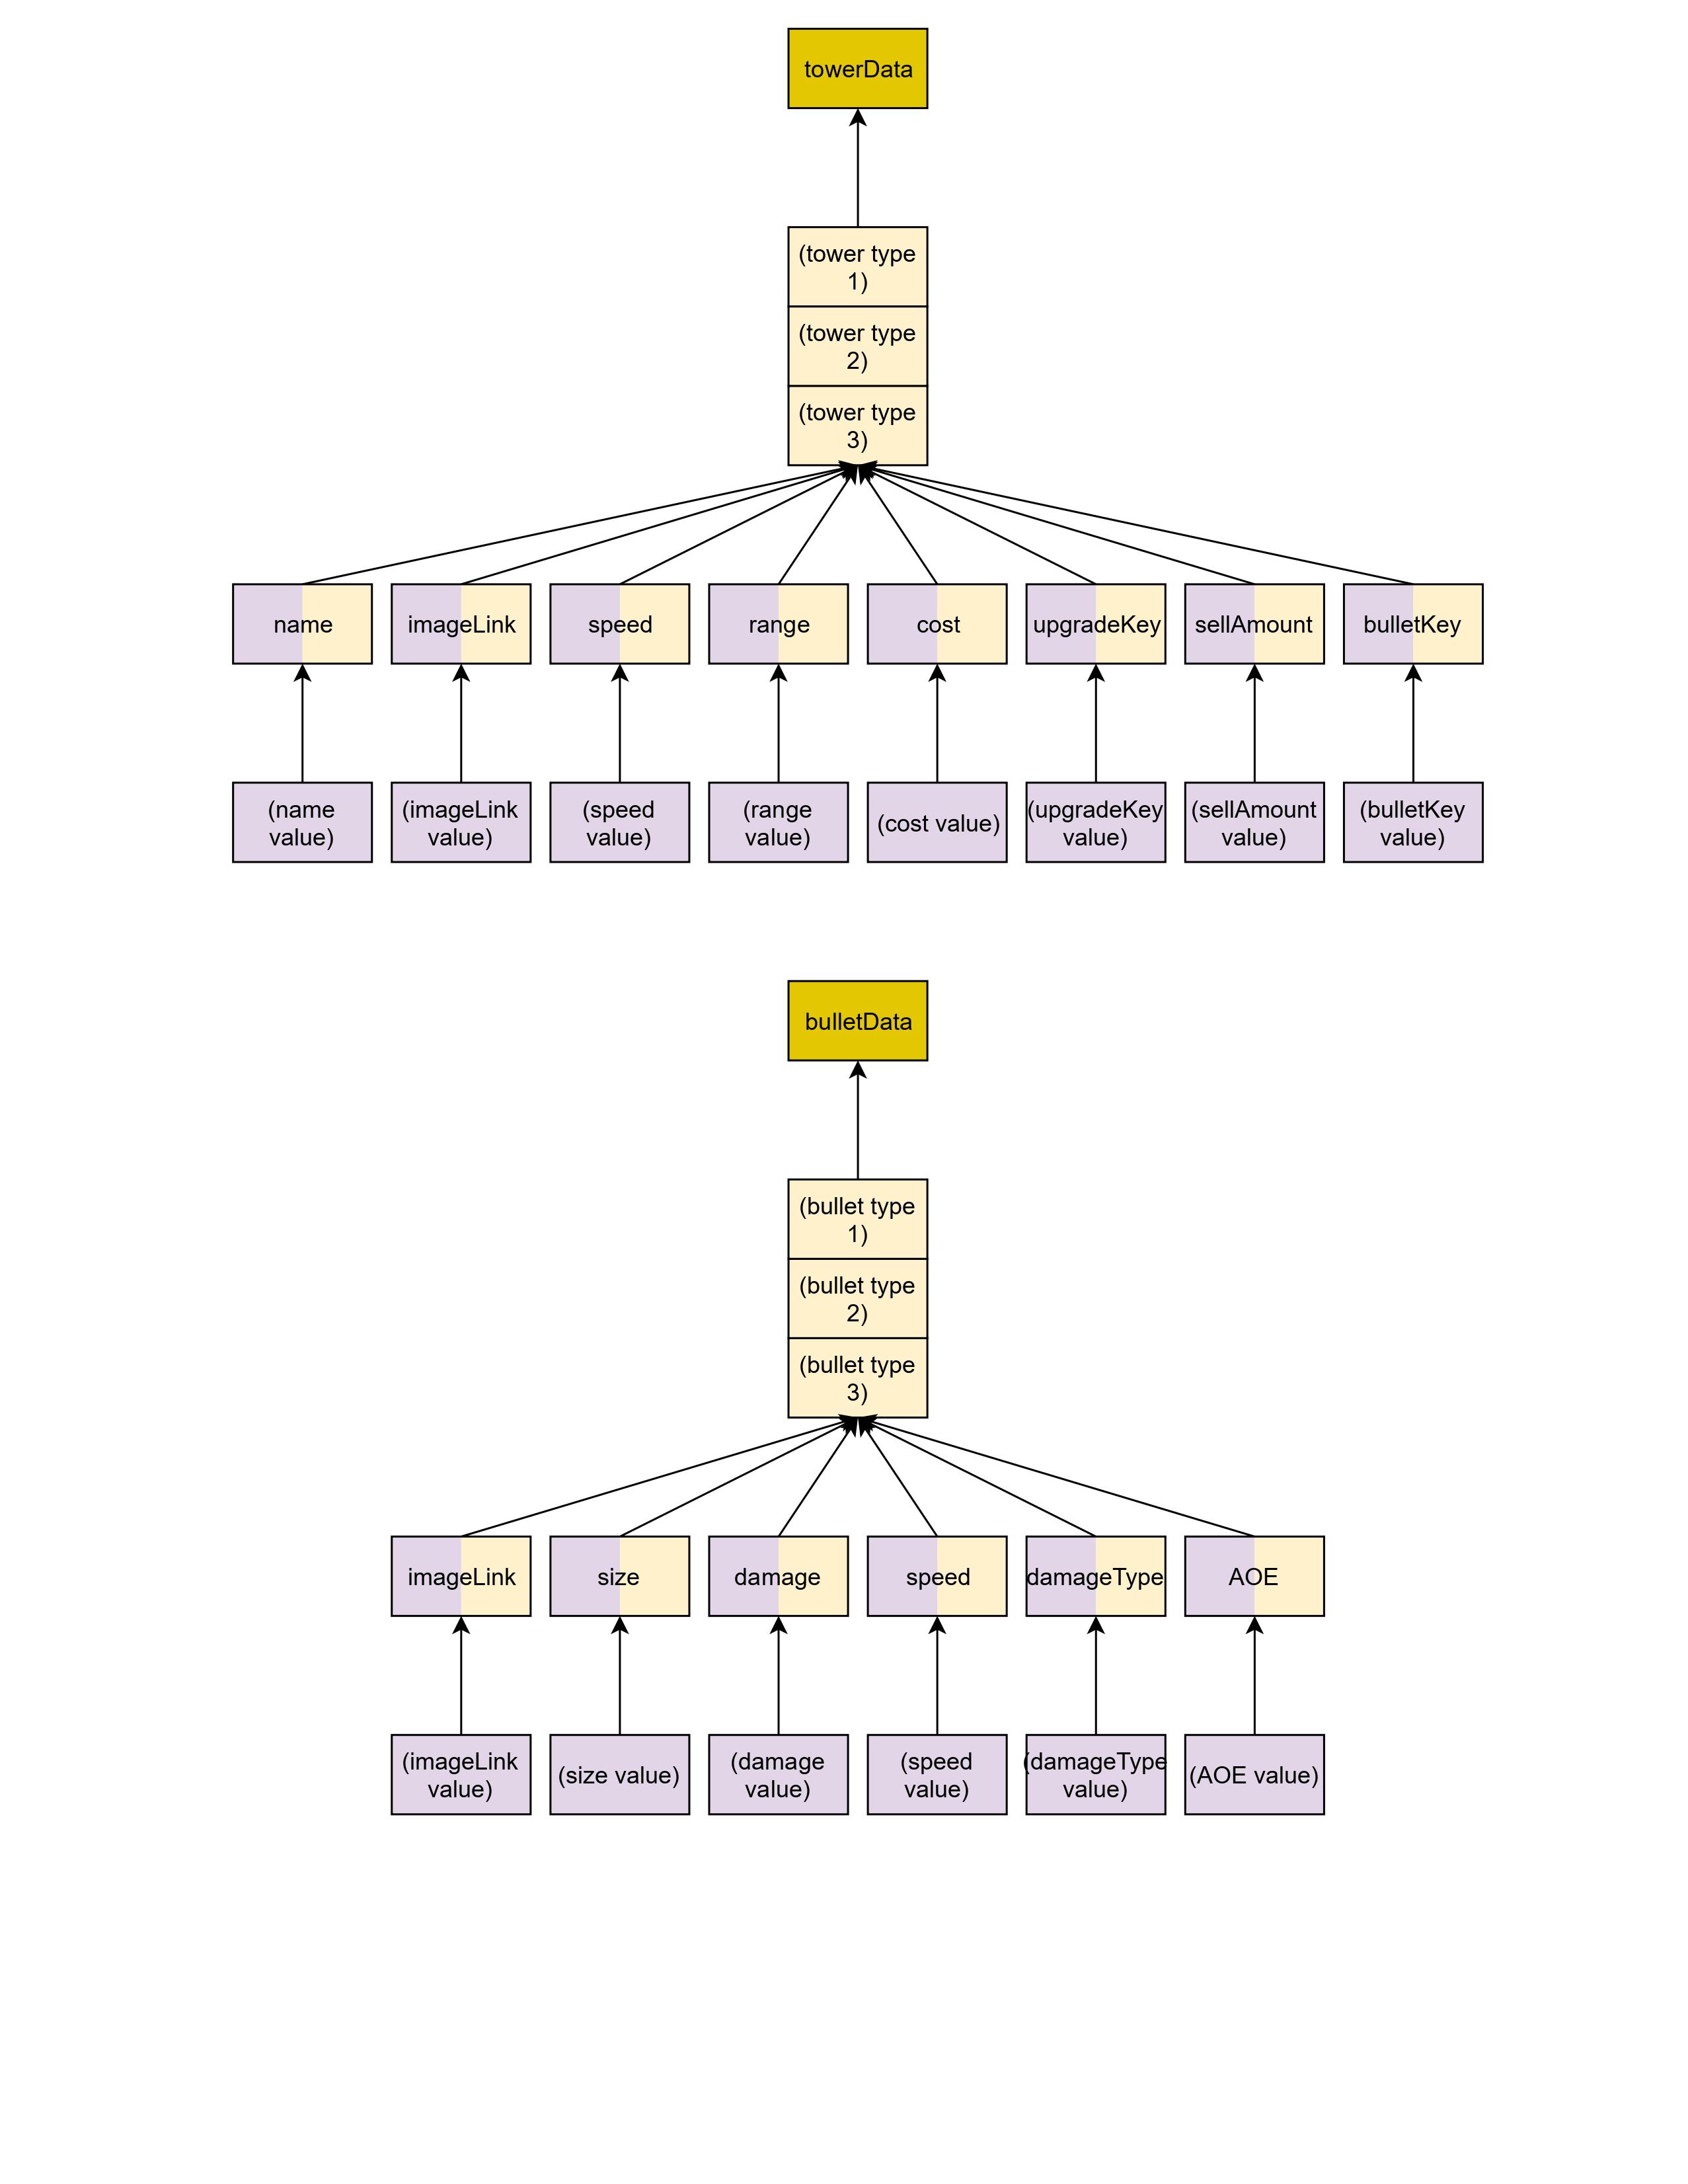 towerData
(tower type
1)
(tower type
2)
(tower type
3)
name
imageLink
speed
range
cost
upgradeKey
sellAmount
bulletKey
(name
value)
(imageLink
value)
(speed
value)
(range
value)
(cost value)
(upgradeKey
value)
(sellAmount
value)
(bulletKey
value)
bulletData
(bullet type
1)
(bullet type
2)
(bullet type
3)
imageLink
size
damage
speed
damageType
AOE
(imageLink
value)
(size value)
(damage
value)
(speed
value)
(damageType
value)
(AOE value)